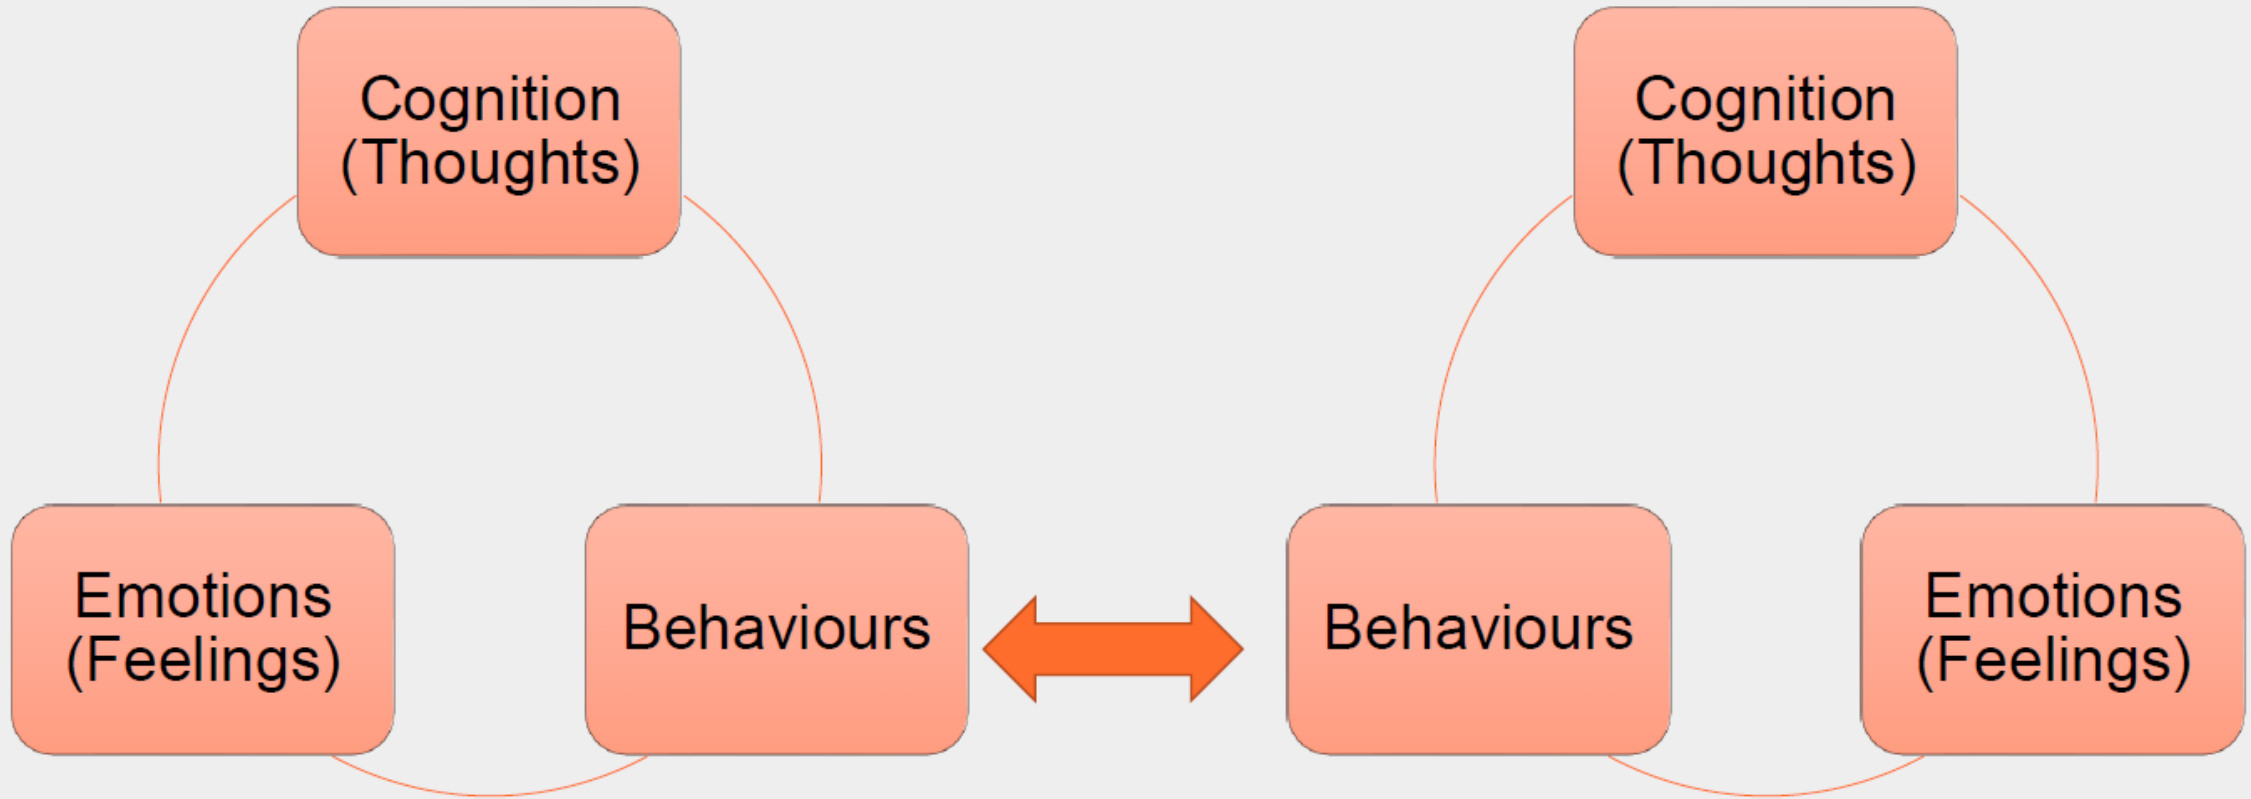 Cognition
(Thoughts)
Cognition
(Thoughts)
Emotions
(Feelings)
Behaviours
Behaviours
Emotions
(Feelings)